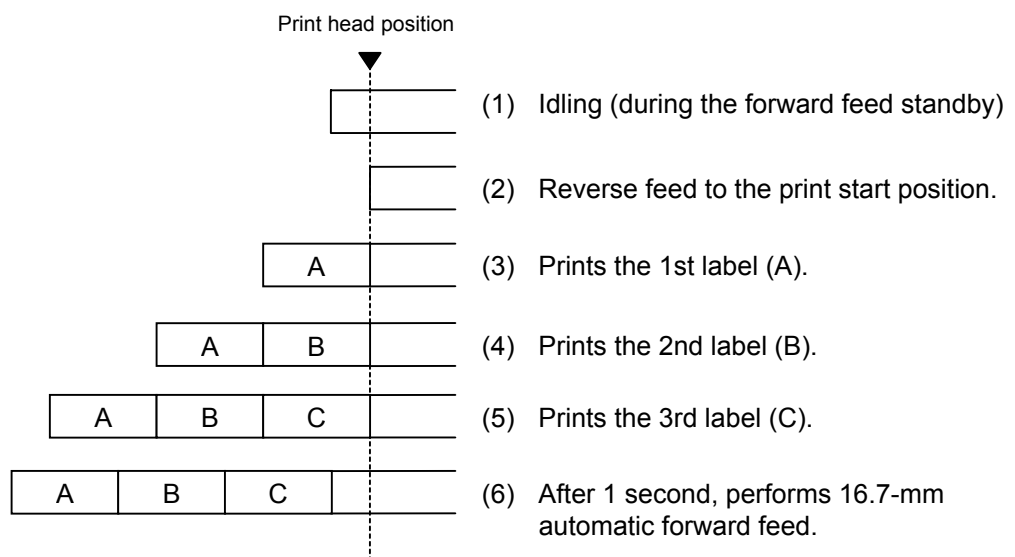 Print head position
(1) Idling (during the forward feed standby)
(2) Reverse feed to the print start position.
A (3) Prints the 1st label (A).
A B (4) Prints the 2nd label (B).
A B C (5) Prints the 3rd label (C).
A B C (6) After 1 second, performs 16.7-mm
automatic forward feed.